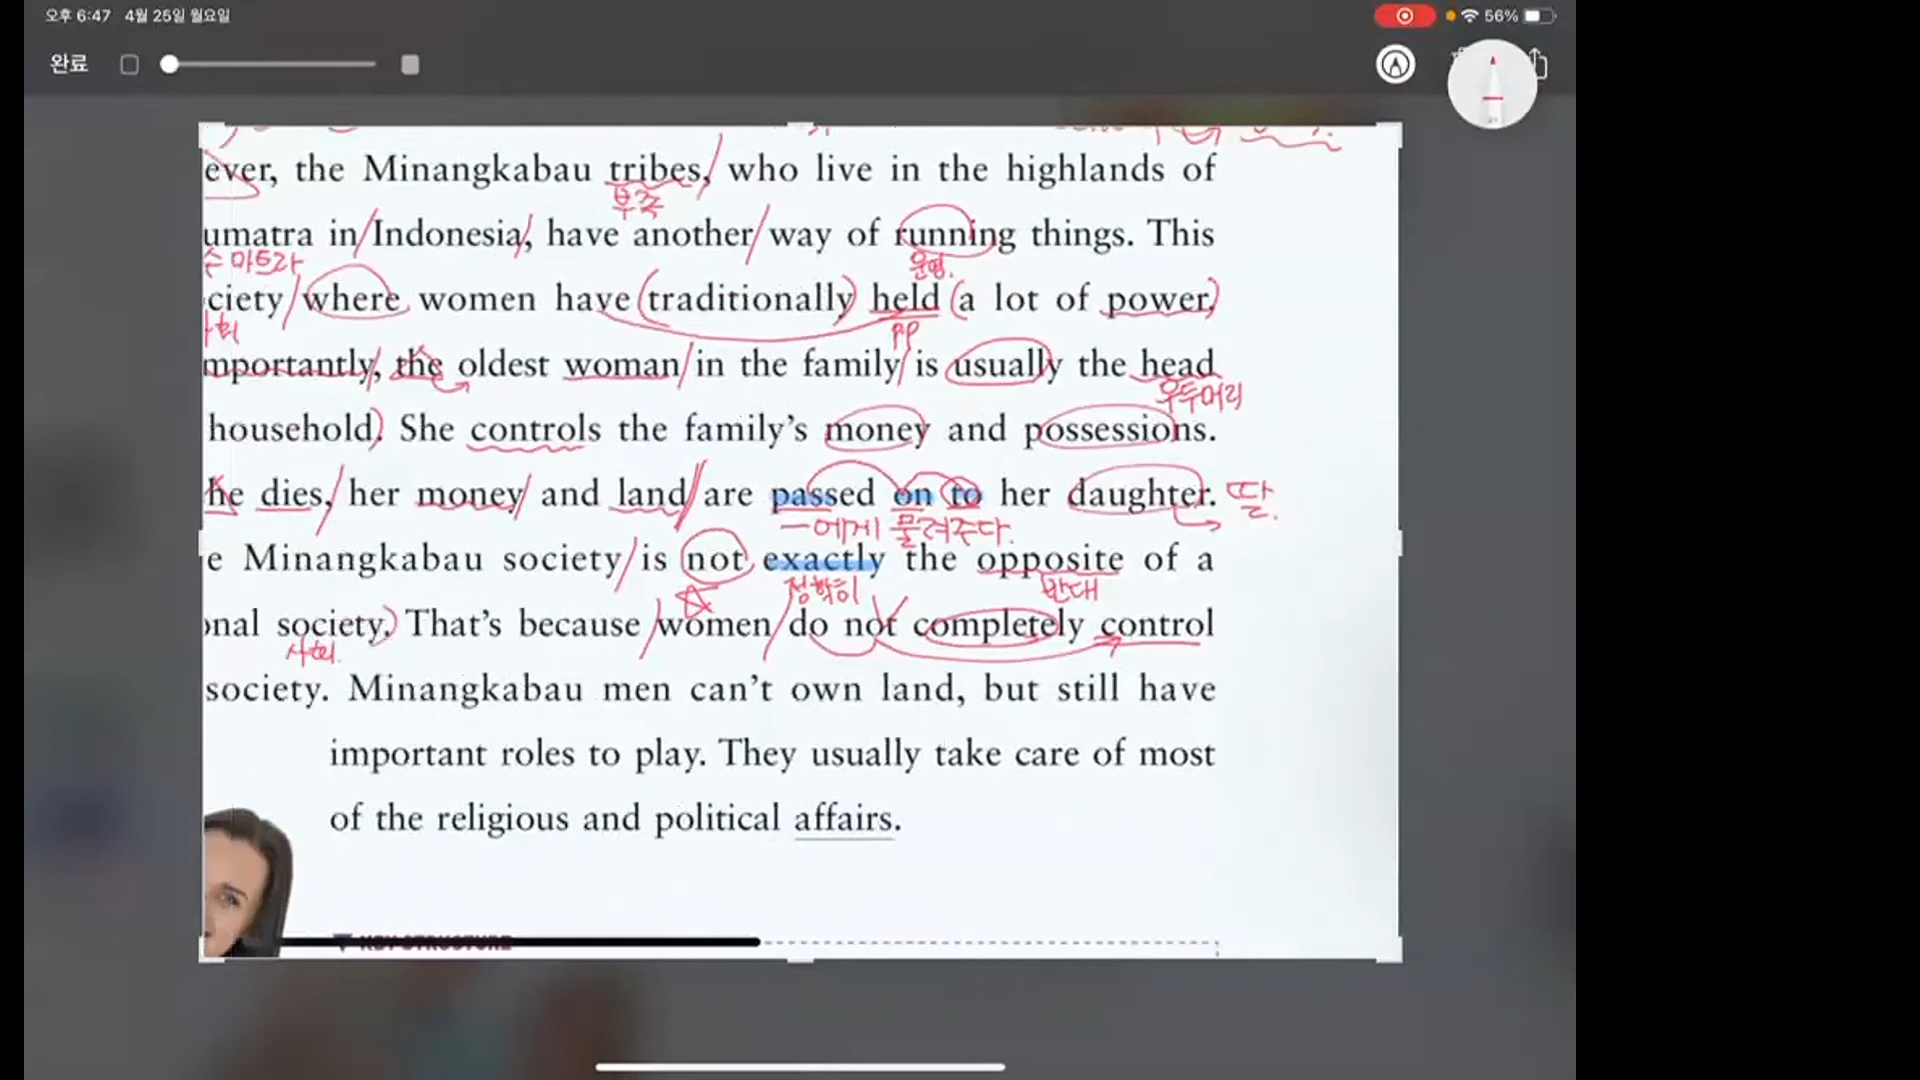 오후 6:47 4월 25일 월요일
56%
완료
ever, the Minangkabau tribes, who live in the highlands of
부족
umatra in Indonesia, have another way of running things. This
수마트라
운영.
ciety where women have traditionally held a lot of power.
사회
pp
mportantly, the oldest woman in the family is usually the head
우두머리
household. She controls the family's money and possessions.
he dies, her money and land are passed on to her daughter. 딸.
~에게 물려주다.
e Minangkabau society is not exactly the opposite of a
정확히
반대
onal society. That's because women do not completely control
사회.
society. Minangkabau men can't own land, but still have
important roles to play. They usually take care of most
of the religious and political affairs.
KEY STRUCTURE